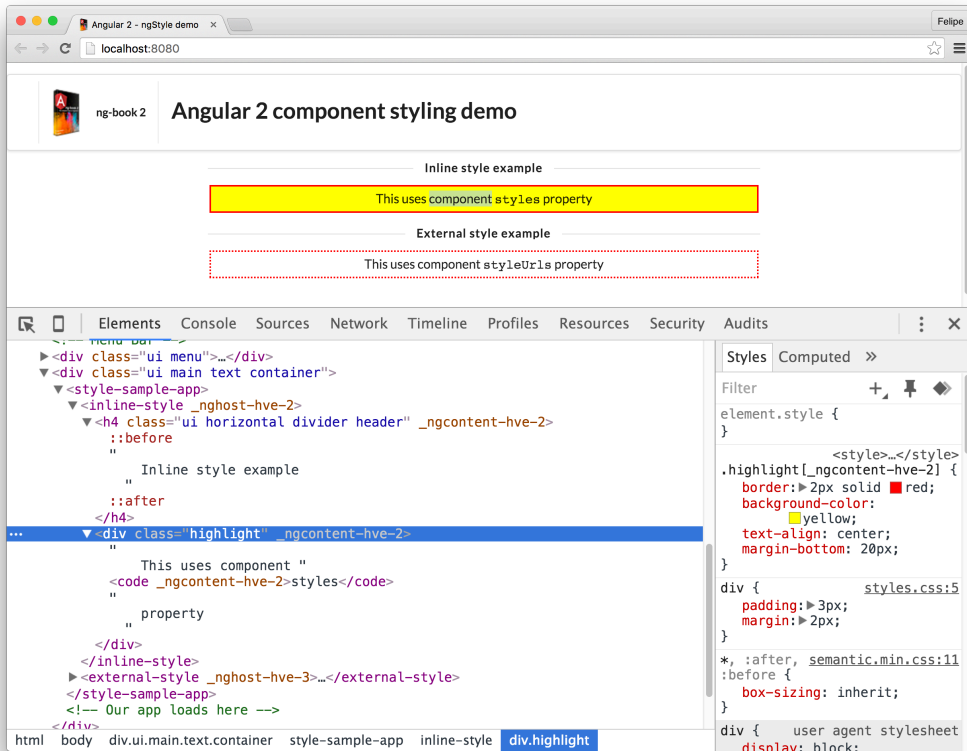 Angular 2 - ngStyle demo ×
Felipe
localhost:8080
ng-book 2
Angular 2 component styling demo
Inline style example
This uses component styles property
External style example
This uses component styleUrls property
Elements Console Sources Network Timeline Profiles Resources Security Audits
<!-- Menu Bar -->
▶<div class="ui menu">…</div>
▼<div class="ui main text container">
▼<style-sample-app>
▼<inline-style _nghost-hve-2>
▼<h4 class="ui horizontal divider header" _ngcontent-hve-2>
::before
"
Inline style example
"
::after
</h4>
▼<div class="highlight" _ngcontent-hve-2>
"
This uses component "
<code _ngcontent-hve-2>styles</code>
"
property
"
</div>
</inline-style>
▶<external-style _nghost-hve-3>…</external-style>
</style-sample-app>
<!-- Our app loads here -->
</div>
html body div.ui.main.text.container style-sample-app inline-style div.highlight
Styles Computed »
Filter
element.style {
}
<style>…</style>
.highlight[_ngcontent-hve-2] {
border:▶2px solid red;
background-color:
yellow;
text-align: center;
margin-bottom: 20px;
}
div { styles.css:5
padding:▶3px;
margin:▶2px;
}
*, :after, semantic.min.css:11
:before {
box-sizing: inherit;
}
div { user agent stylesheet
display: block;